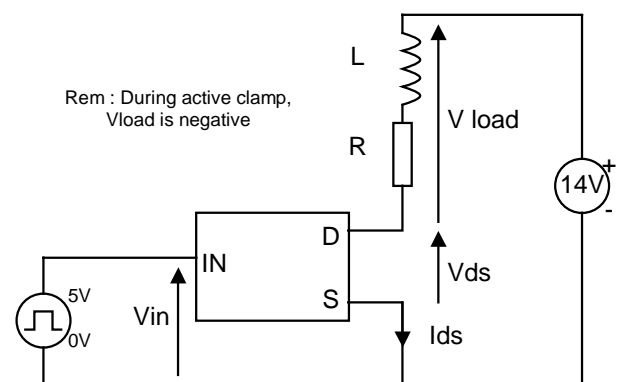 L
Rem : During active clamp,
Vload is negative
V load
R
14V
+
-
D
IN
Vds
S
5V
0V
Vin
Ids